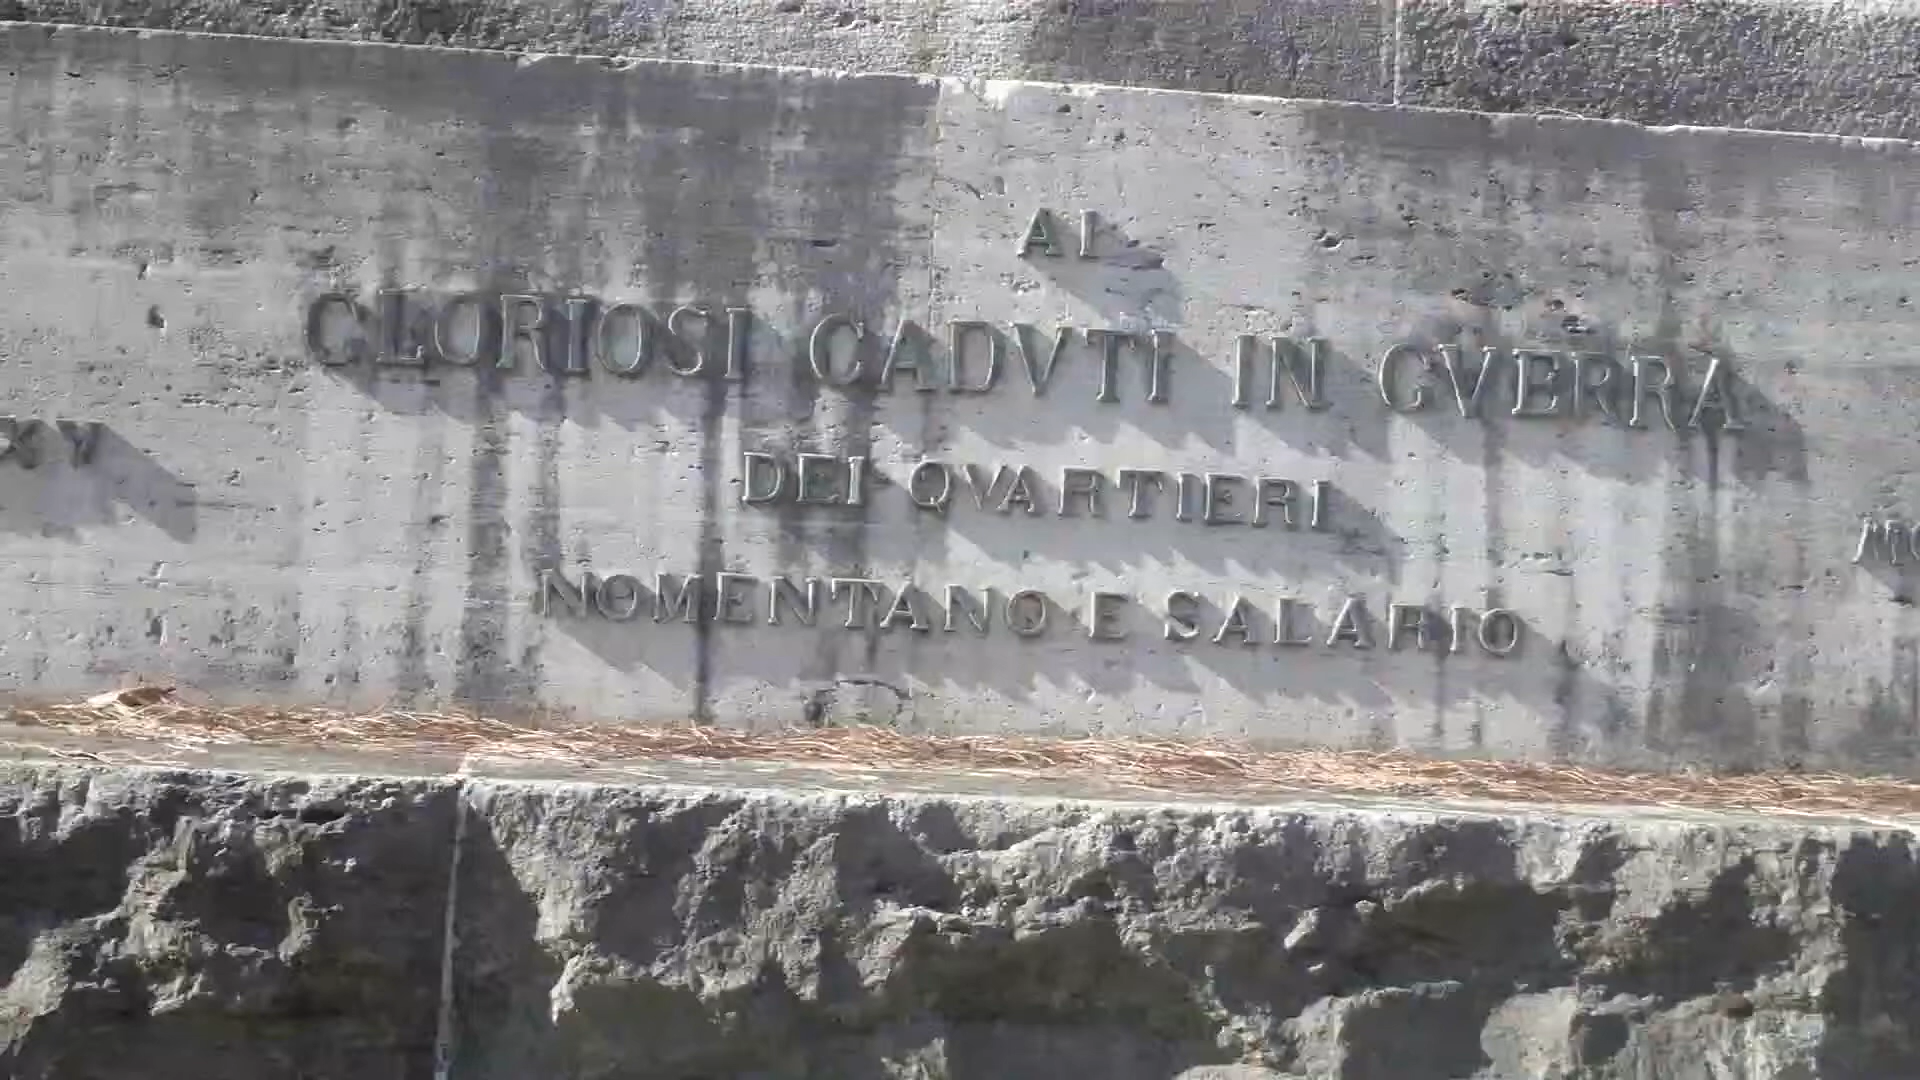 AI
GLORIOSI CADVTI IN GVERRA
DEI QVARTIERI
NOMENTANO E SALARIO